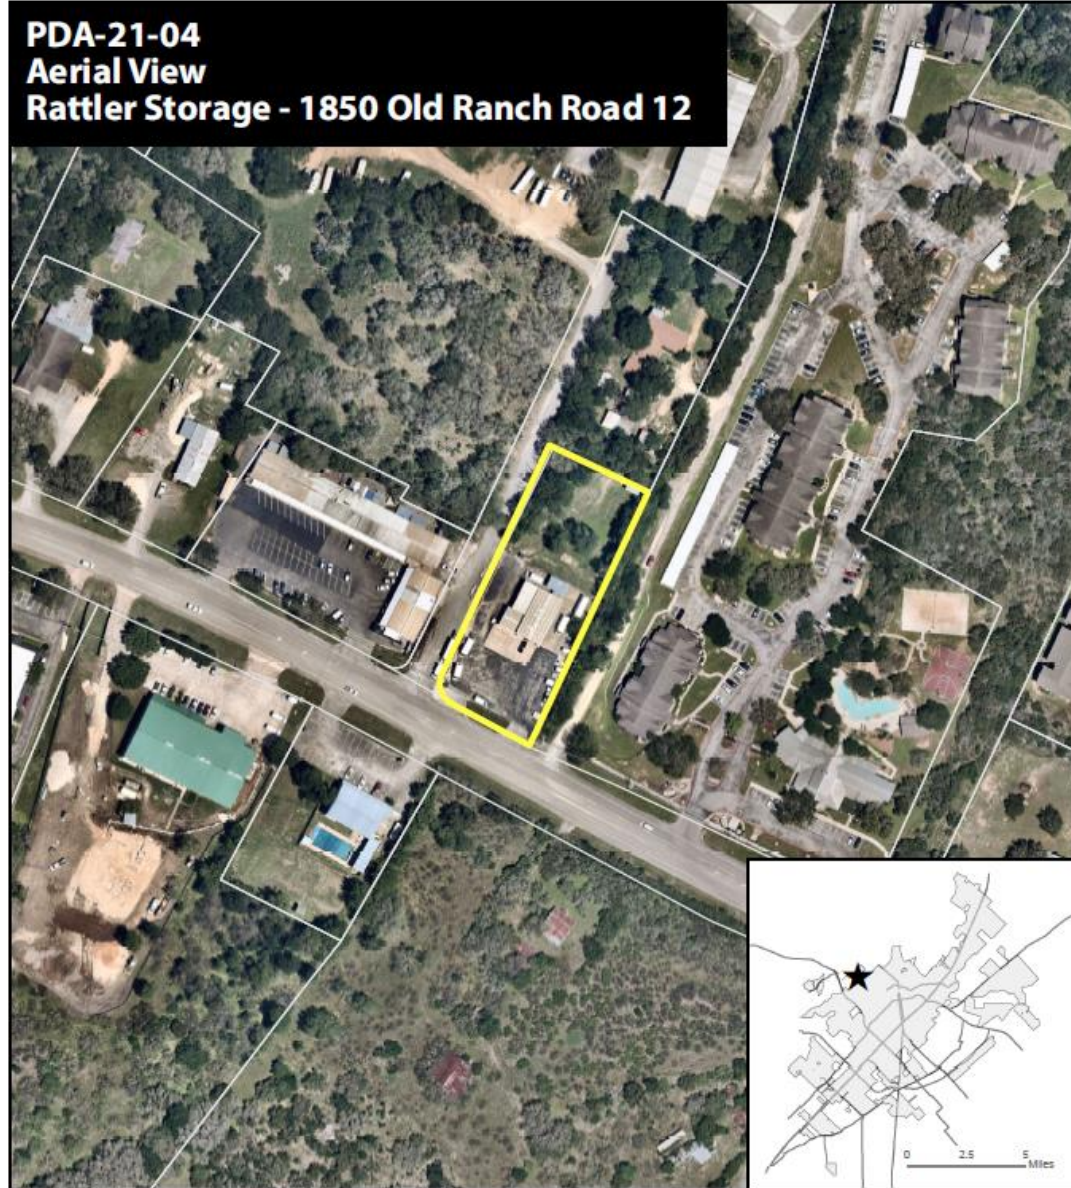 PDA-21-04
Aerial View
Rattler Storage - 1850 Old Ranch Road 12
0 2.5 5
Miles